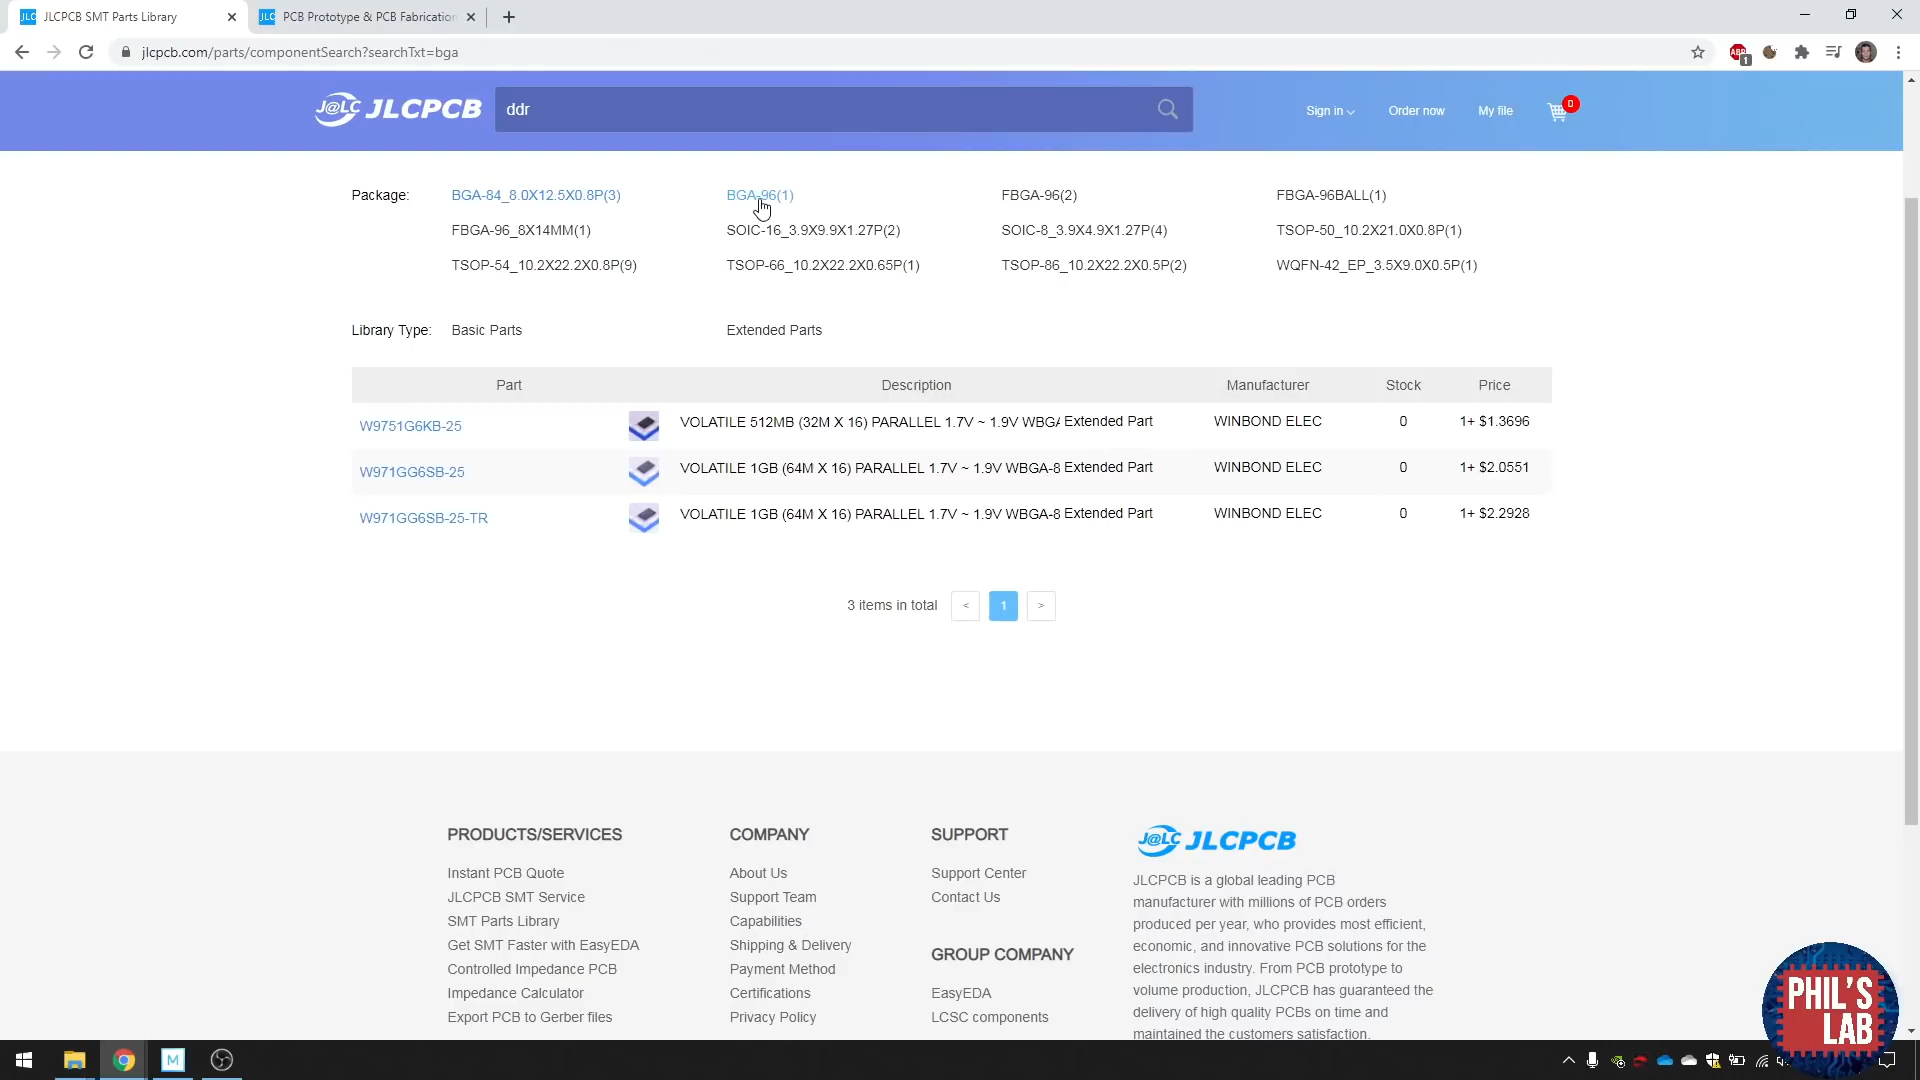 JLC JLCPCB SMT Parts Library
JLC PCB Prototype & PCB Fabrication
jlcpcb.com/parts/componentSearch?searchTxt=bga
ABP
1
J@LC JLCPCB
ddr
Sign in
Order now
My file
0
Package:
BGA-84_8.0X12.5X0.8P(3)
BGA-96(1)
FBGA-96(2)
FBGA-96BALL(1)
FBGA-96_8X14MM(1)
SOIC-16_3.9X9.9X1.27P(2)
SOIC-8_3.9X4.9X1.27P(4)
TSOP-50_10.2X21.0X0.8P(1)
TSOP-54_10.2X22.2X0.8P(9)
TSOP-66_10.2X22.2X0.65P(1)
TSOP-86_10.2X22.2X0.5P(2)
WQFN-42_EP_3.5X9.0X0.5P(1)
Library Type:
Basic Parts
Extended Parts
Part Description Manufacturer Stock Price
W9751G6KB-25 VOLATILE 512MB (32M X 16) PARALLEL 1.7V ~ 1.9V WBGA Extended Part WINBOND ELEC 0 1+ $1.3696
W971GG6SB-25 VOLATILE 1GB (64M X 16) PARALLEL 1.7V ~ 1.9V WBGA-8 Extended Part WINBOND ELEC 0 1+ $2.0551
W971GG6SB-25-TR VOLATILE 1GB (64M X 16) PARALLEL 1.7V ~ 1.9V WBGA-8 Extended Part WINBOND ELEC 0 1+ $2.2928
3 items in total < 1 >
PRODUCTS/SERVICES
Instant PCB Quote
JLCPCB SMT Service
SMT Parts Library
Get SMT Faster with EasyEDA
Controlled Impedance PCB
Impedance Calculator
Export PCB to Gerber files
COMPANY
About Us
Support Team
Capabilities
Shipping & Delivery
Payment Method
Certifications
Privacy Policy
SUPPORT
Support Center
Contact Us
GROUP COMPANY
EasyEDA
LCSC components
J@LC JLCPCB
JLCPCB is a global leading PCB
manufacturer with millions of PCB orders
produced per year, who provides most efficient,
economic, and innovative PCB solutions for the
electronics industry. From PCB prototype to
volume production, JLCPCB has guaranteed the
delivery of high quality PCBs on time and
maintained the customers satisfaction.
PHIL'S
LAB
M